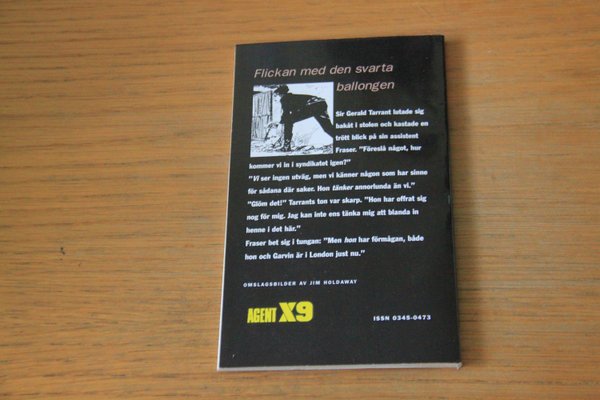 Flickan med den svarta
ballongen
Sir Gerald Tarrant lutade sig
bakåt i stolen och kastade en
trött blick på sin assistent
Fraser. "Föreslå något, hur
kommer vi in i syndikatet igen?"
"Vi ser ingen utväg, men vi känner någon som har sinne
för sådana där saker. Hon tänker annorlunda än vi."
"Glöm det!" Tarrants ton var skarp. "Hon har offrat sig
nog för mig. Jag kan inte ens tänka mig att blanda in
henne i det här."
Fraser bet sig i tungan: "Men hon har förmågan, både
hon och Garvin är i London just nu."
OMSLAGSBILDER AV JIM HOLDAWAY
AGENT X9
ISSN 0345-0473